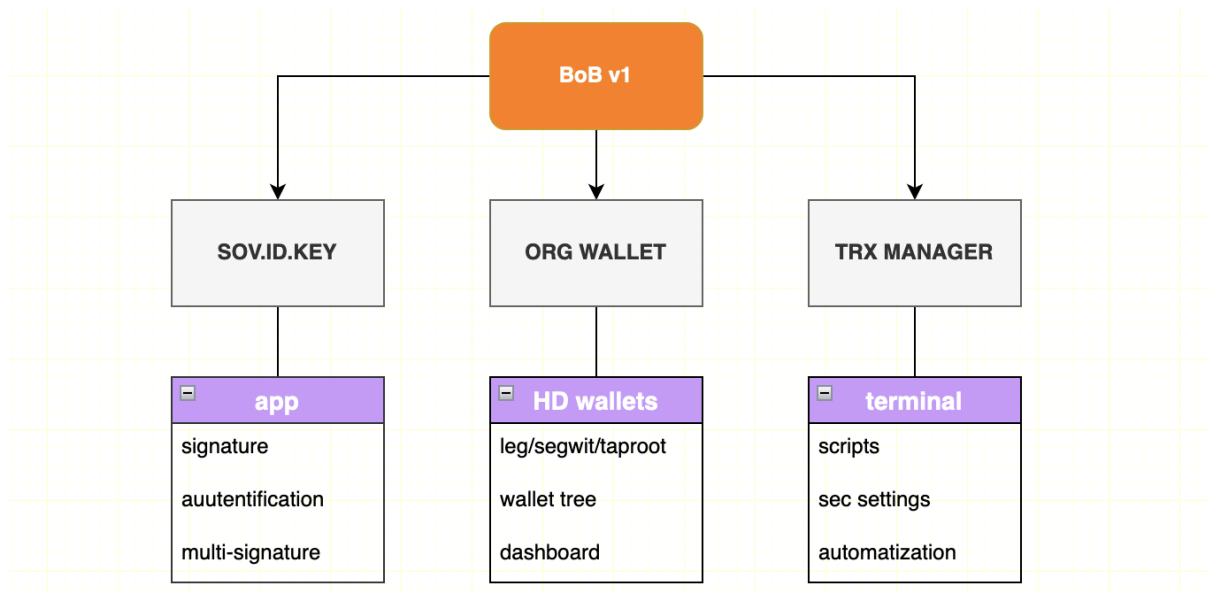 BoB v1
SOV.ID.KEY
ORG WALLET
TRX MANAGER
app
signature
auutentification
multi-signature
HD wallets
leg/segwit/taproot
wallet tree
dashboard
terminal
scripts
sec settings
automatization